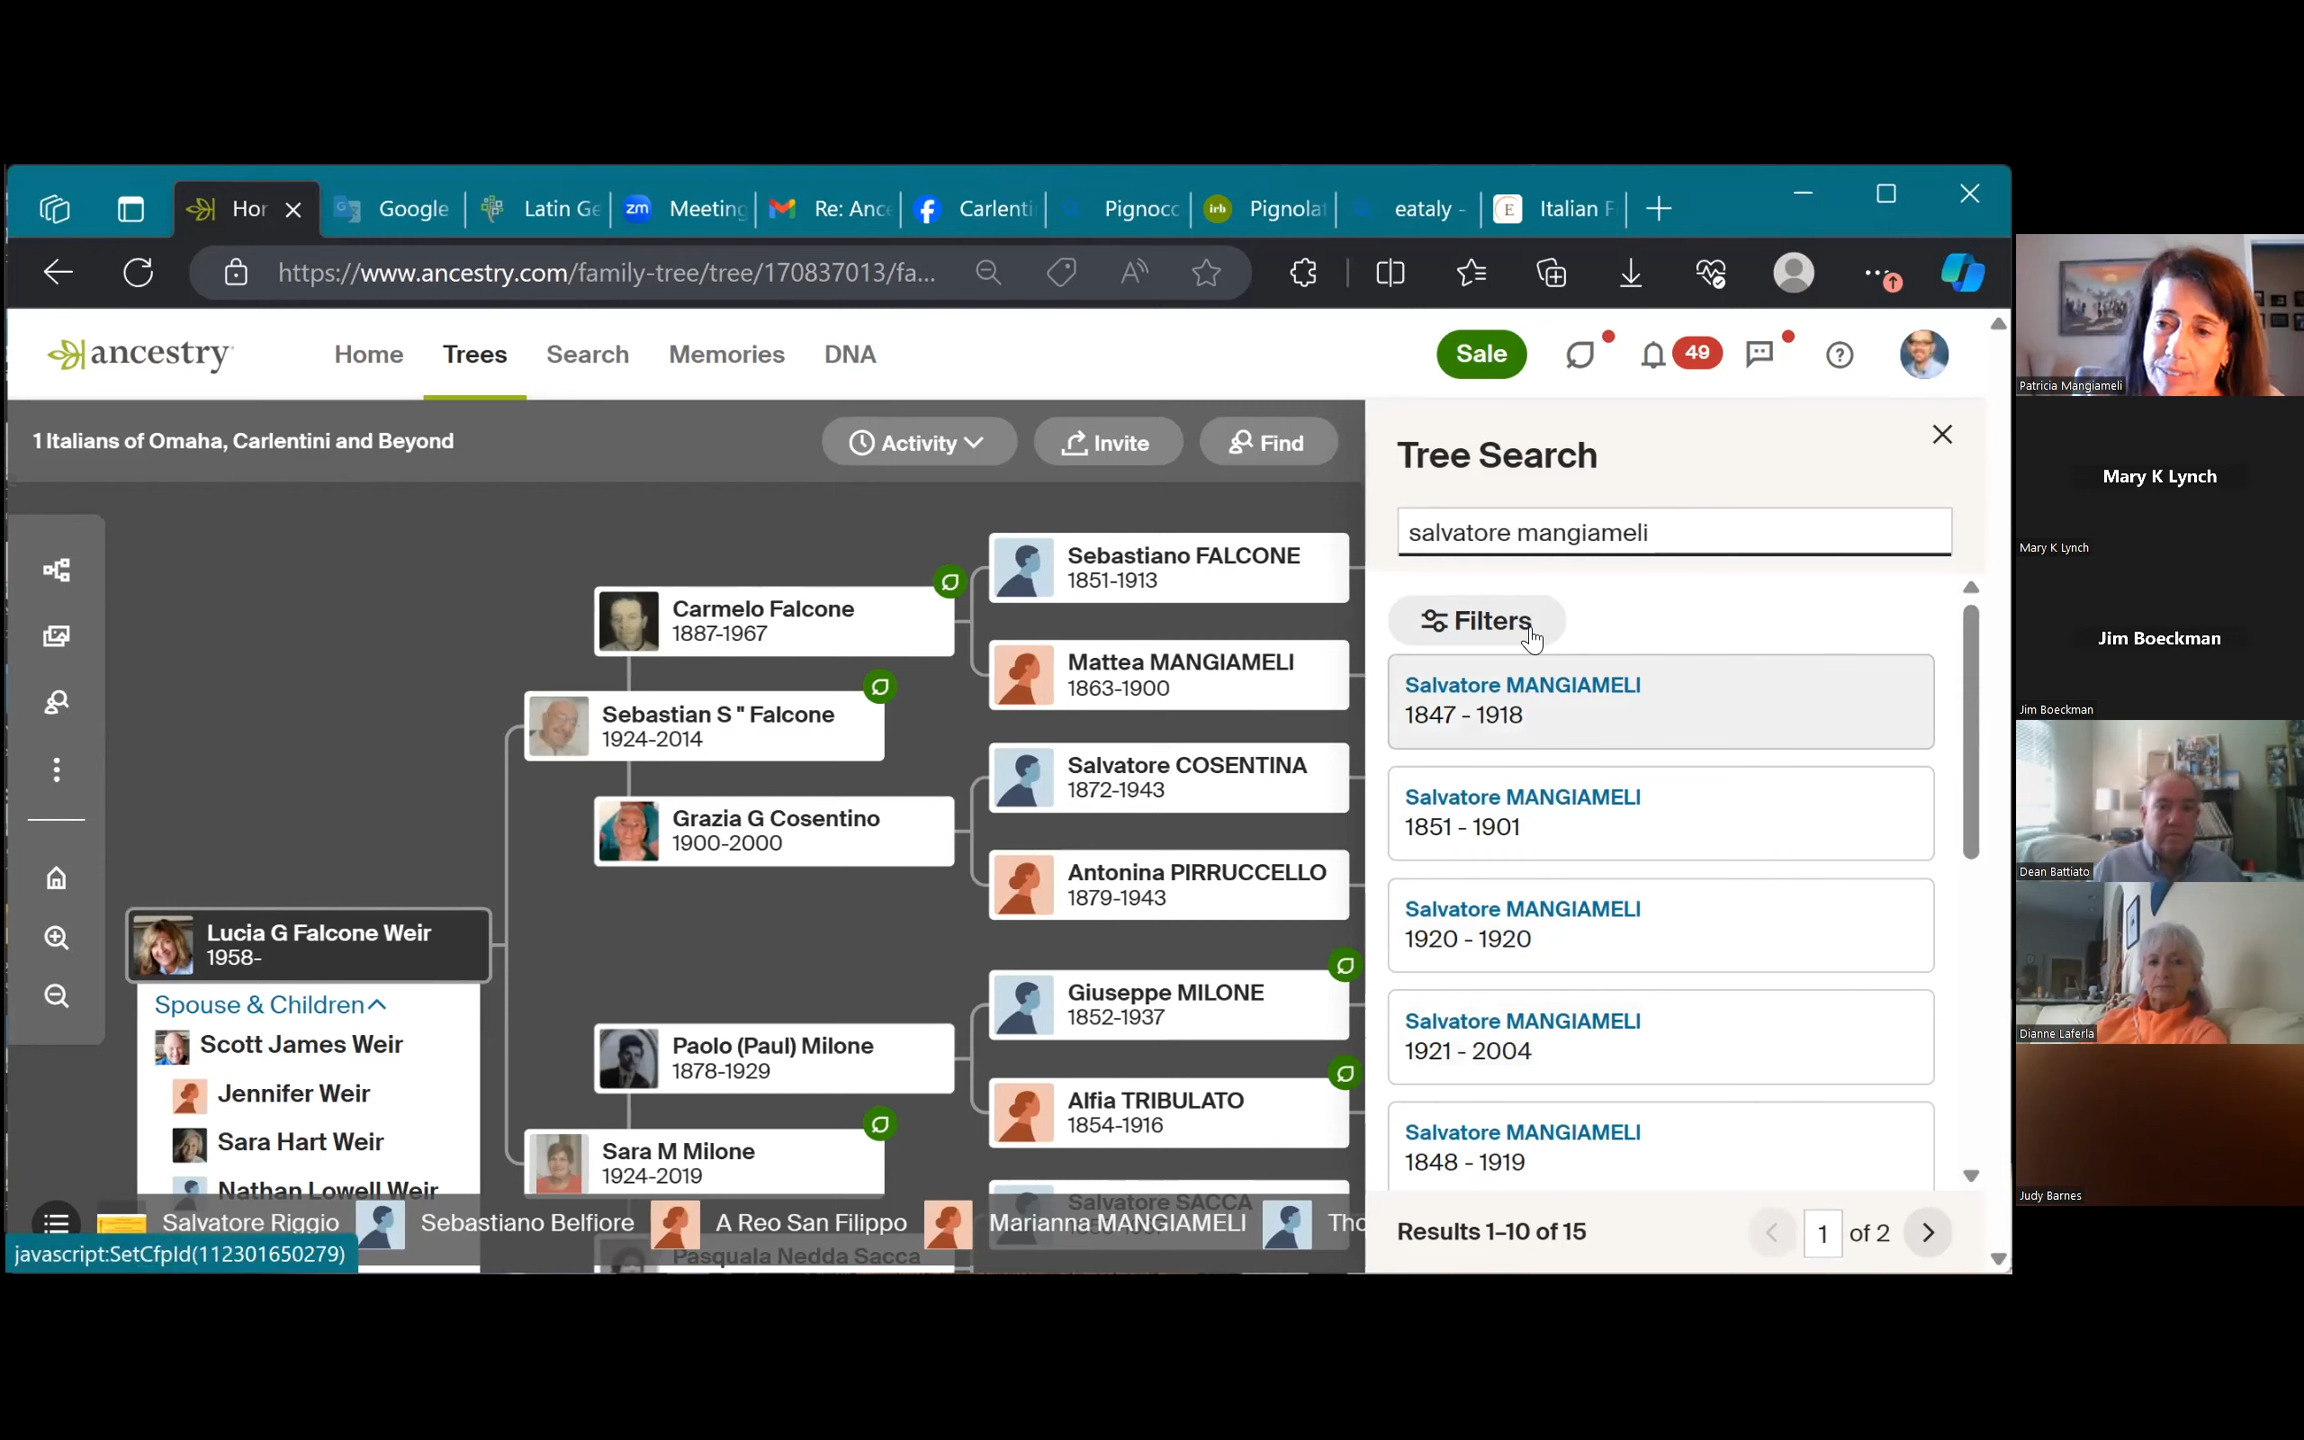 Hor
Google
Latin Ge
zm
Meeting
Re: Anc
Carlenti
Pignocc
irb
Pignola
eataly -
E
Italian F
https://www.ancestry.com/family-tree/tree/170837013/fa...
ancestry
Home
Trees
Search
Memories
DNA
Sale
49
1 Italians of Omaha, Carlentini and Beyond
Activity
Invite
Find
Sebastiano FALCONE
1851-1913
Carmelo Falcone
1887-1967
Mattea MANGIAMELI
1863-1900
Sebastian S " Falcone
1924-2014
Salvatore COSENTINA
1872-1943
Grazia G Cosentino
1900-2000
Antonina PIRRUCCELLO
1879-1943
Lucia G Falcone Weir
1958-
Spouse & Children
Scott James Weir
Jennifer Weir
Sara Hart Weir
Nathan Lowell Weir
Giuseppe MILONE
1852-1937
Paolo (Paul) Milone
1878-1929
Alfia TRIBULATO
1854-1916
Sara M Milone
1924-2019
Salvatore SACCA
Salvatore Riggio
Sebastiano Belfiore
A Reo San Filippo
Marianna MANGIAMELI
Tho
Pasquala Nedda Sacca
javascript:SetCfpId(112301650279)
Tree Search
salvatore mangiameli
Filters
Salvatore MANGIAMELI
1847 - 1918
Salvatore MANGIAMELI
1851 - 1901
Salvatore MANGIAMELI
1920 - 1920
Salvatore MANGIAMELI
1921 - 2004
Salvatore MANGIAMELI
1848 - 1919
Results 1–10 of 15
1 of 2
Patricia Mangiameli
Mary K Lynch
Mary K Lynch
Jim Boeckman
Jim Boeckman
Dean Battiato
Dianne Laferla
Judy Barnes